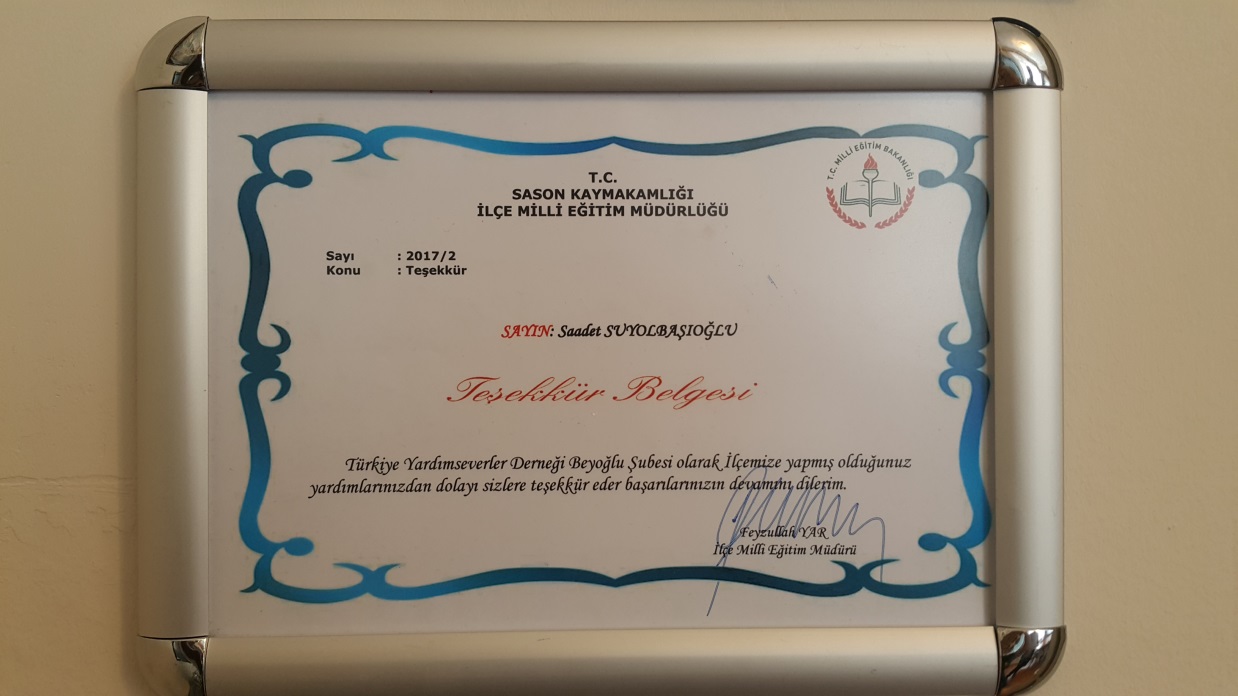 T.C. MİLLİ EĞİTİM BAKANLIĞI
T.C.
SASON KAYMAKAMLIĞI
İLÇE MİLLİ EĞİTİM MÜDÜRLÜĞÜ
Sayı : 2017/2
Konu : Teşekkür
SAYIN: Saadet SUYOLBAŞIOĞLU
Teşekkür Belgesi
Türkiye Yardımseverler Derneği Beyoğlu Şubesi olarak İlçemize yapmış olduğunuz
yardımlarınızdan dolayı sizlere teşekkür eder başarılarınızın devamını dilerim.
Feyzullah YAR
İlçe Milli Eğitim Müdürü